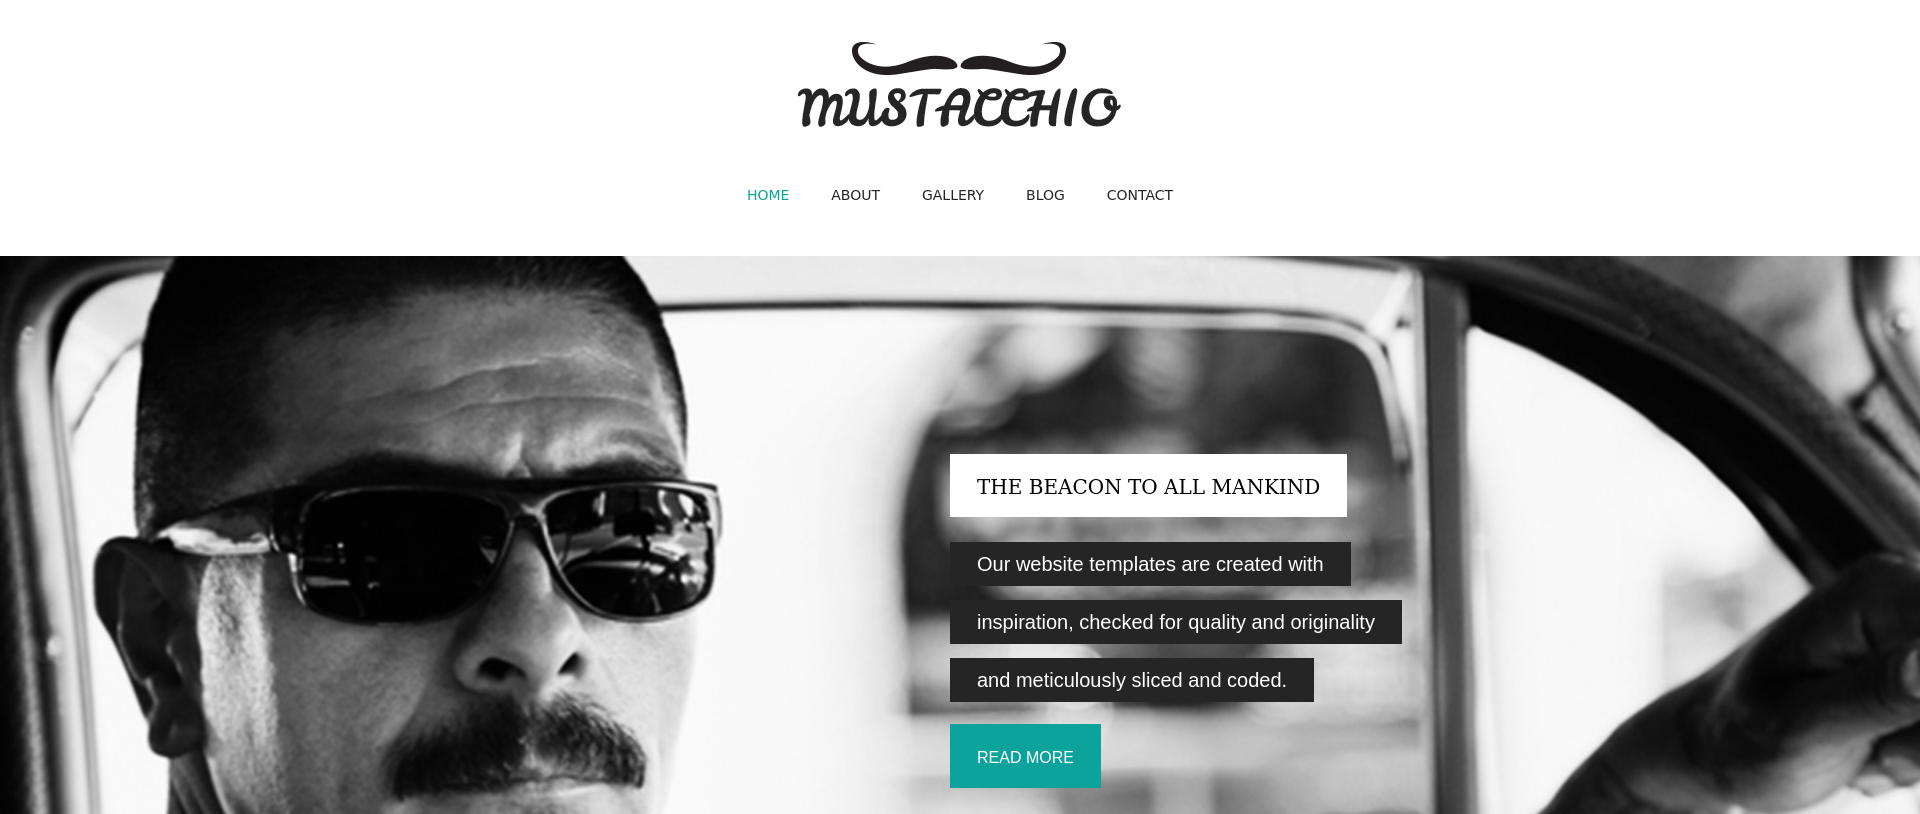 MUSTACCHIO
HOME ABOUT GALLERY BLOG CONTACT
THE BEACON TO ALL MANKIND
Our website templates are created with
inspiration, checked for quality and originality
and meticulously sliced and coded.
READ MORE